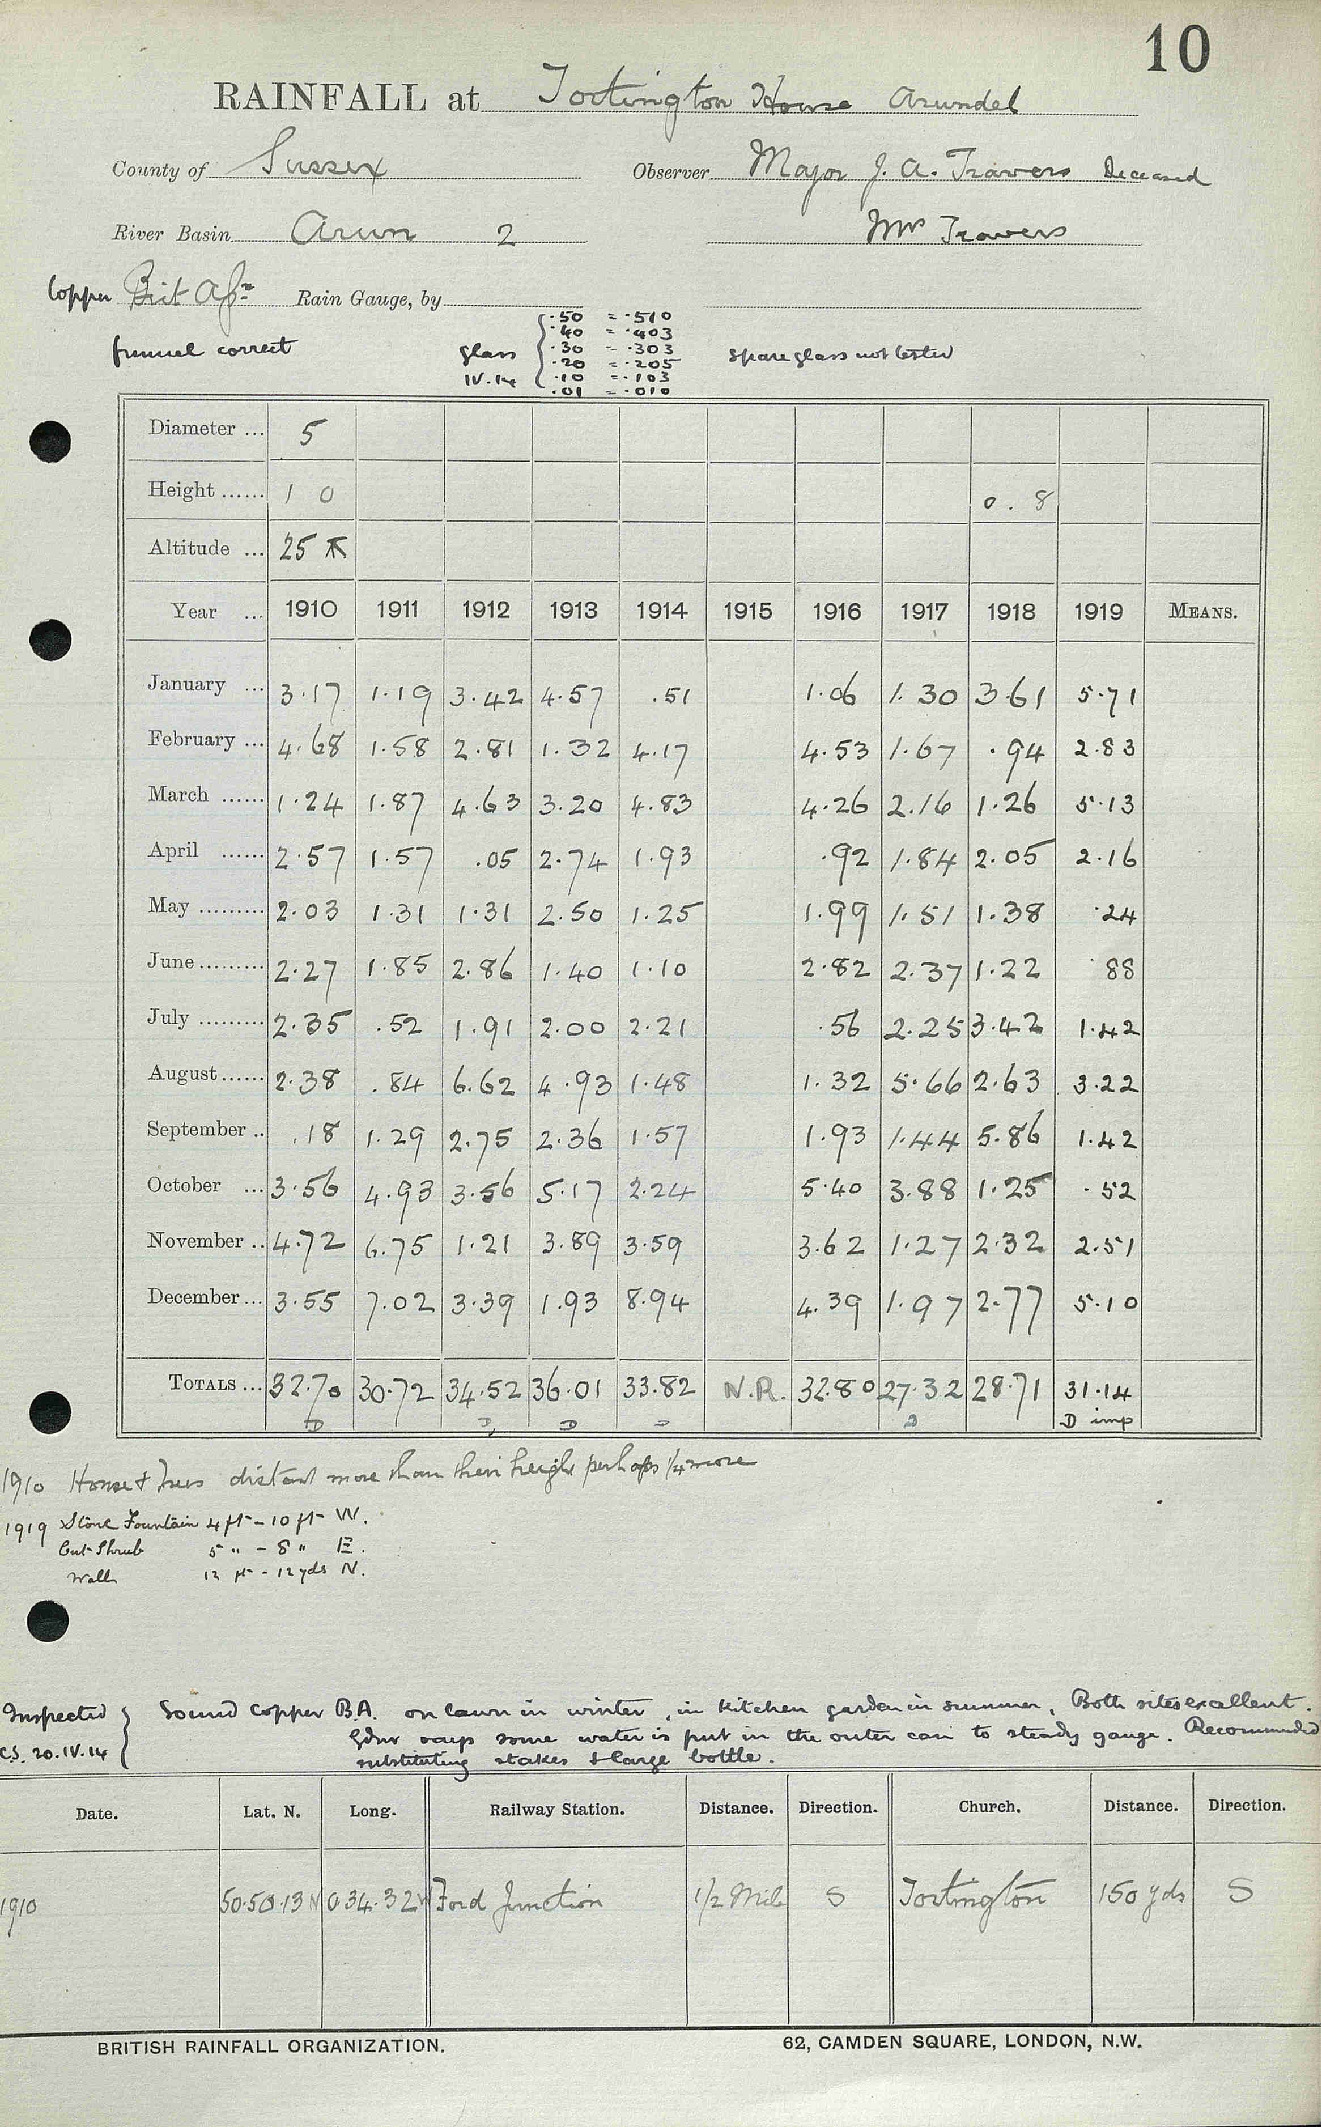 10
RAINFALL at Tortington House Arundel
County of Sussex Observer Major J. A. Travers Deceased
River Basin Arun 2 Mrs Travers
Copper Brit Ap Rain Gauge, by
funnel correct glass IV.14 spare glass not tested
.50 = .510
.40 = .403
.30 = .303
.20 = .205
.10 = .103
.01 = .010
Diameter ... 5
Height ...... 1 0 0.8
Altitude ... 25
Year ... 1910 1911 1912 1913 1914 1915 1916 1917 1918 1919 MEANS.
January ... 3.17 1.19 3.42 4.57 .51 1.06 1.30 3.61 5.71
February ... 4.68 1.58 2.81 1.32 4.17 4.53 1.67 .94 2.83
March ...... 1.24 1.87 4.63 3.20 4.83 4.26 2.16 1.26 5.13
April ...... 2.57 1.57 .05 2.74 1.93 .92 1.84 2.05 2.16
May ......... 2.03 1.31 1.31 2.50 1.25 1.99 1.51 1.38 .24
June ......... 2.27 1.85 2.86 1.40 1.10 2.82 2.37 1.22 88
July ......... 2.35 .52 1.91 2.00 2.21 .56 2.25 3.42 1.42
August ...... 2.38 .84 6.62 4.93 1.48 1.32 5.66 2.63 3.22
September .. .18 1.29 2.75 2.36 1.57 1.93 1.44 5.86 1.42
October ... 3.56 4.93 3.56 5.17 2.24 5.40 3.88 1.25 .52
November .. 4.72 6.75 1.21 3.89 3.59 3.62 1.27 2.32 2.51
December ... 3.55 7.02 3.39 1.93 8.94 4.39 1.97 2.77 5.10
TOTALS ... 32.70 30.72 34.52 36.01 33.82 N.R. 32.80 27.32 28.71 31.14
D D D D D D imp
1910 House & Trees distant more than their height perhaps 1/4 more
1919 Stone Fountain 4 ft - 10 ft W.
Cut Shrub 5 " - 8 " E.
Wall 12 ft - 12 yds N.
Inspected Sound copper B.A. on lawn in winter, in kitchen garden in summer, Both sites excellent.
C.S. 20.IV.14 says some water is put in the outer can to steady gauge. Recommended
substituting stakes & large bottle.
Date. Lat. N. Long. Railway Station. Distance. Direction. Church. Distance. Direction.
1910 50.50.13 N 0 34.32 W Ford Junction 1/2 Mile S Tortington 150 yds S
BRITISH RAINFALL ORGANIZATION. 62, CAMDEN SQUARE, LONDON, N.W.